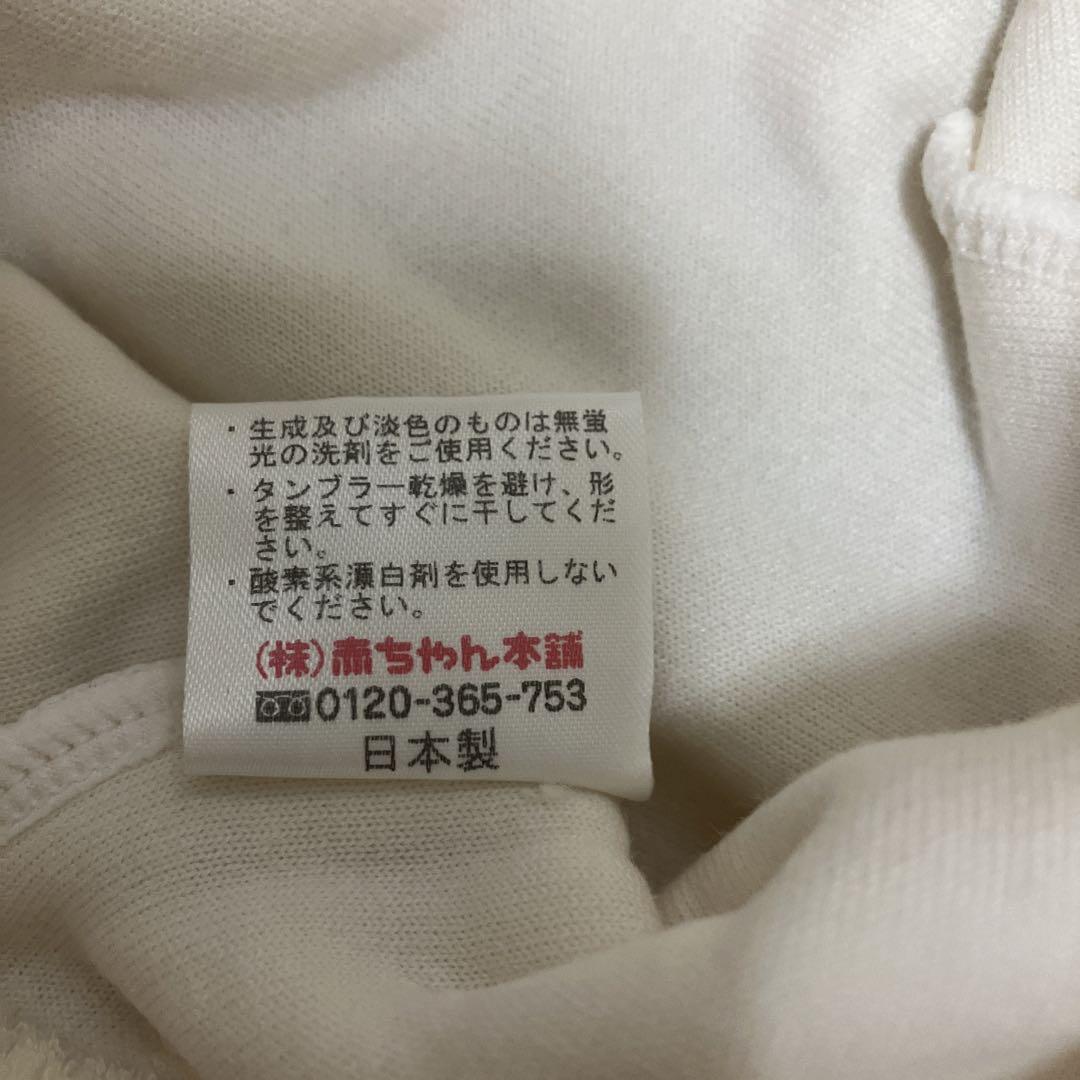 ・生成及び淡色のものは無蛍
光の洗剤をご使用ください。
・タンブラー乾燥を避け、形
を整えてすぐに干してくだ
さい。
・酸素系漂白剤を使用しない
でください。
(株)赤ちゃん本舗
0120-365-753
日本製